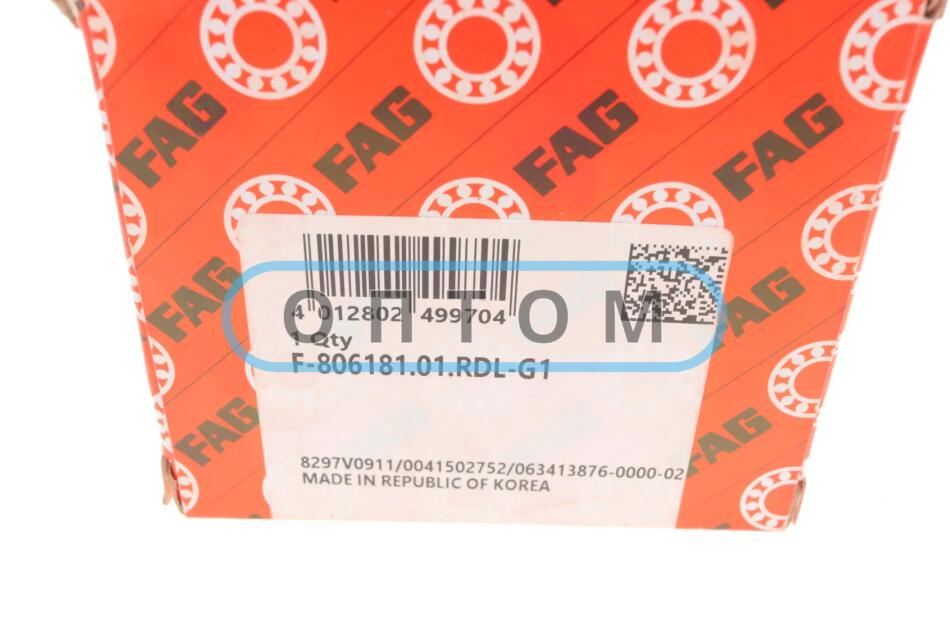 FAG FAG FAG FAG
4 012802 499704
ОПТОМ
1 Qty
F-806181.01.RDL-G1
FAG FAG
FAG FAG
8297V0911/0041502752/063413876-0000-02
MADE IN REPUBLIC OF KOREA